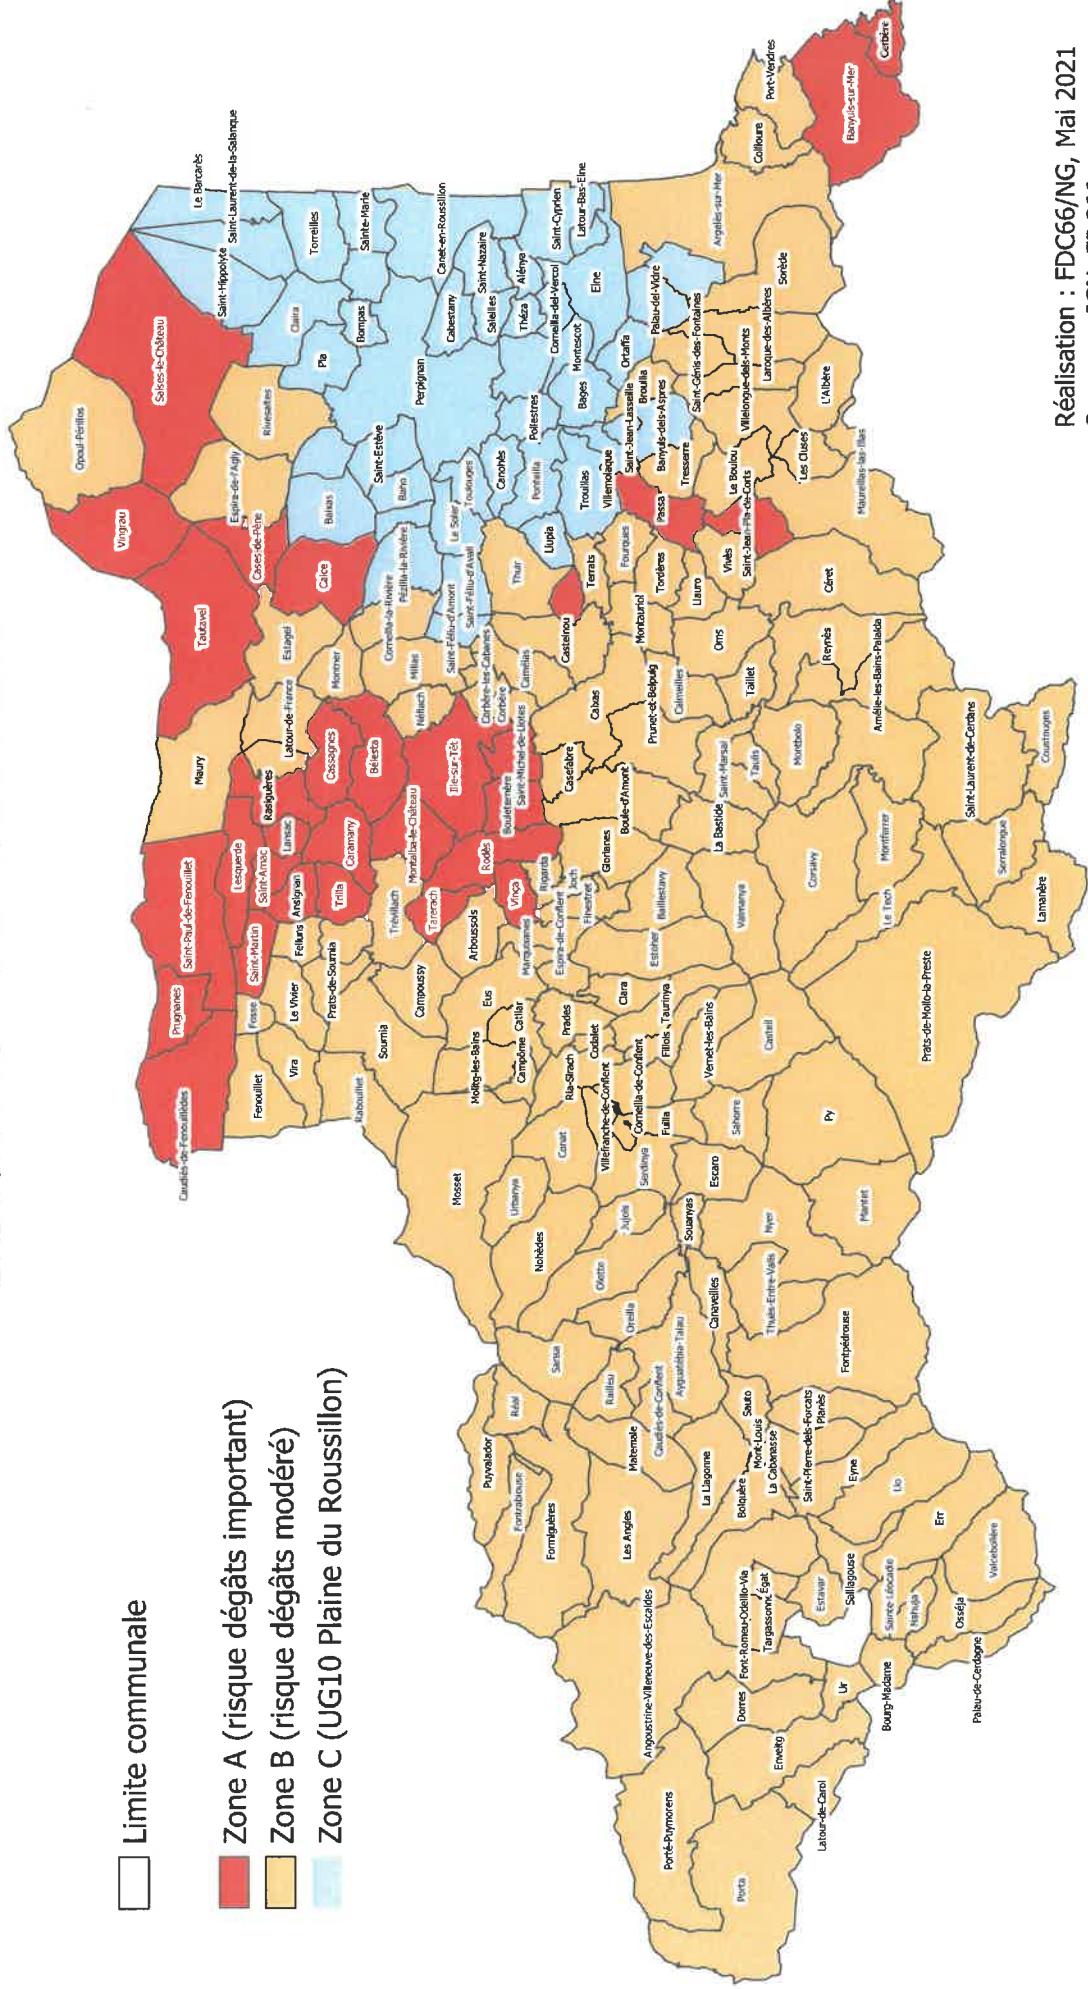 Limite communale
Zone A (risque dégâts important)
Zone B (risque dégâts modéré)
Zone C (UG10 Plaine du Roussillon)
Opoul-Périllos
Vingrau
Salses-le-Château
Le Barcarès
Saint-Laurent-de-la-Salanque
Saint-Hippolyte
Tautavel
Espira-de-l'Agly
Rivesaltes
Claira
Torreilles
Cases-de-Pène
Calce
Baixas
Pia
Bompas
Sainte-Marie
Maury
Estagel
Montner
Latour-de-France
Rasiguères
Cassagnes
Bélesta
Saint-Estève
Perpignan
Canet-en-Roussillon
Cabestany
Baho
Pézilla-la-Rivière
Corneilla-la-Rivière
Millas
Néfiach
Le Soler
Toulouges
Saint-Féliu-d'Amont
Saint-Féliu-d'Avall
Canohès
Pollestres
Saint-Nazaire
Saleilles
Alénya
Théza
Saint-Cyprien
Latour-Bas-Elne
Corneilla-del-Vercol
Montescot
Elne
Bages
Ponteilla
Trouillas
Villemolaque
Llupia
Thuir
Terrats
Castelnou
Camélas
Corbère-les-Cabanes
Corbère
Saint-Michel-de-Llotes
Bouleternère
Ille-sur-Têt
Montalba-le-Château
Rodès
Vinça
Tarerach
Trévillach
Caramany
Trilla
Ansignan
Lansac
Saint-Arnac
Lesquerde
Saint-Paul-de-Fenouillet
Saint-Martin
Prugnanes
Caudiès-de-Fenouillèdes
Fosse
Felluns
Le Vivier
Prats-de-Sournia
Fenouillet
Vira
Rabouillet
Sournia
Campoussy
Arboussols
Marquixanes
Eus
Catllar
Molitg-les-Bains
Campôme
Mosset
Rigarda
Joch
Finestret
Espira-de-Conflent
Prades
Codalet
Ria-Sirach
Clara
Taurinya
Estoher
Baillestavy
Glorianes
Boule-d'Amont
Casefabre
Caixas
Montauriol
Fourques
Tordères
Llauro
Passa
Tresserre
Banyuls-dels-Aspres
Saint-Jean-Lasseille
Brouilla
Ortaffa
Palau-del-Vidre
Saint-Génis-des-Fontaines
Villelongue-dels-Monts
Laroque-des-Albères
Sorède
Argelès-sur-Mer
Collioure
Port-Vendres
Banyuls-sur-Mer
Cerbère
L'Albère
Le Boulou
Les Cluses
Maureillas-las-Illas
Saint-Jean-Pla-de-Corts
Vivès
Céret
Oms
Calmeilles
Prunet-et-Belpuig
Taillet
Reynès
Amélie-les-Bains-Palalda
Montbolo
Taulis
Saint-Marsal
La Bastide
Valmanya
Corsavy
Montferrer
Le Tech
Saint-Laurent-de-Cerdans
Coustouges
Serralongue
Lamanère
Prats-de-Mollo-la-Preste
Casteil
Vernet-les-Bains
Fillols
Corneilla-de-Conflent
Villefranche-de-Conflent
Fuilla
Sahorre
Py
Mantet
Escaro
Serdinya
Conat
Urbanya
Nohèdes
Jujols
Souanyas
Nyer
Olette
Oreilla
Canaveilles
Thuès-Entre-Valls
Fontpédrouse
Ayguatébia-Talau
Caudiès-de-Conflent
Railleu
Sansa
Réal
Puyvalador
Fontrabiouse
Formiguères
Matemale
Les Angles
La Llagonne
Sauto
Mont-Louis
La Cabanasse
Bolquère
Planès
Saint-Pierre-dels-Forcats
Eyne
Llo
Err
Valcebollère
Osséja
Nahuja
Sainte-Léocadie
Palau-de-Cerdagne
Bourg-Madame
Saillagouse
Estavar
Égat
Targassonne
Font-Romeu-Odeillo-Via
Angoustrine-Villeneuve-des-Escaldes
Dorres
Ur
Enveitg
Latour-de-Carol
Porté-Puymorens
Porta
Réalisation : FDC66/NG, Mai 2021